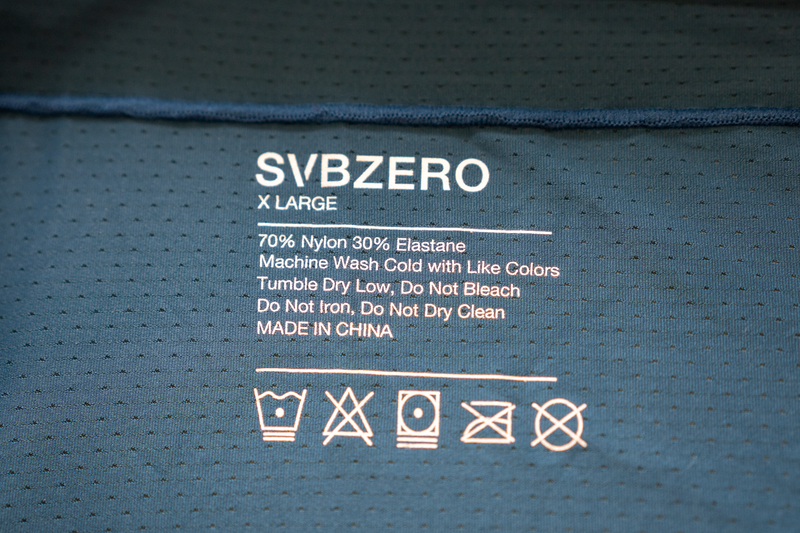 SVBZERO
X LARGE
70% Nylon 30% Elastane
Machine Wash Cold with Like Colors
Tumble Dry Low, Do Not Bleach
Do Not Iron, Do Not Dry Clean
MADE IN CHINA